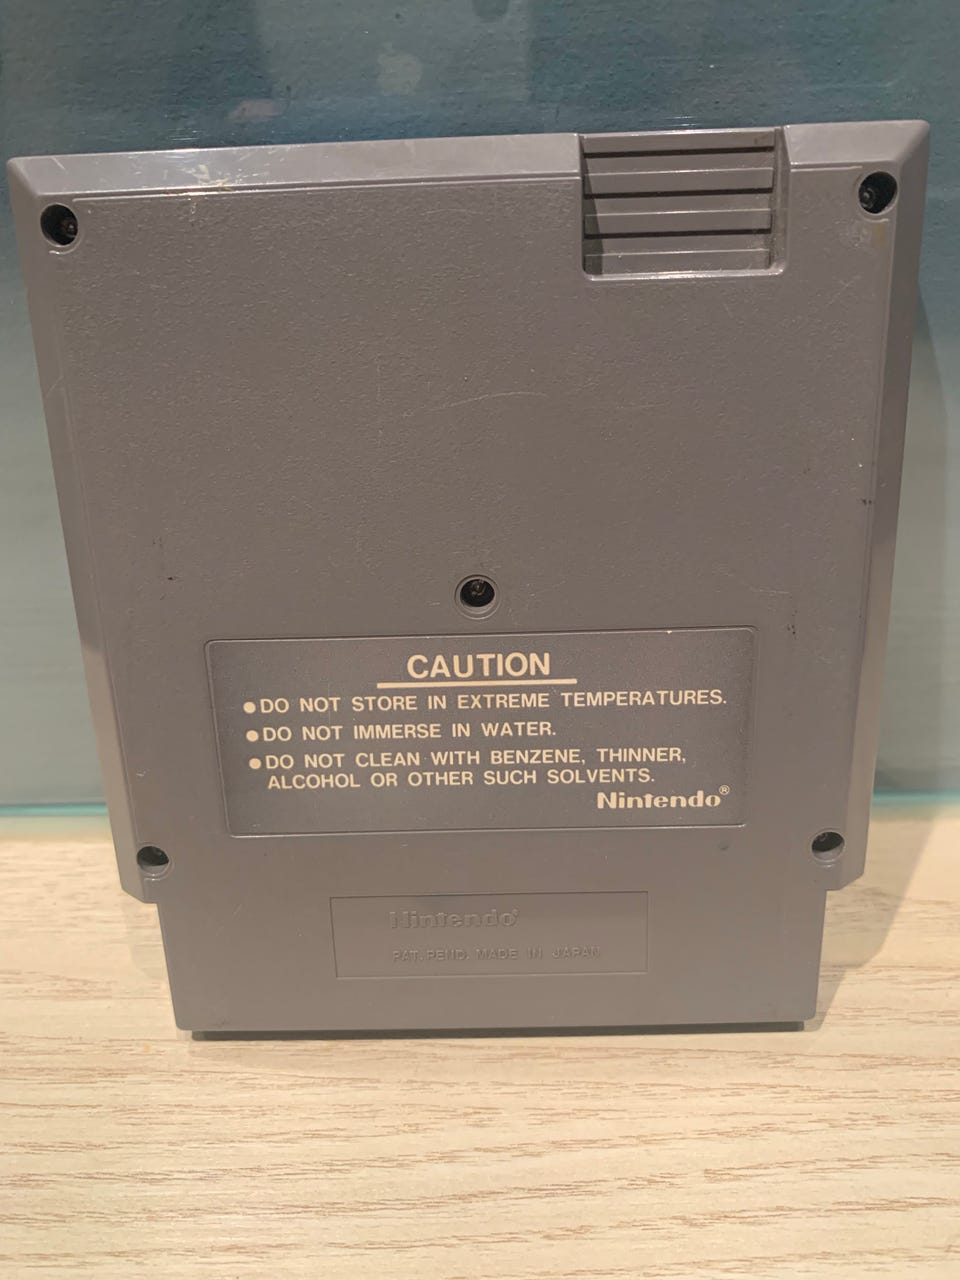 CAUTION
●DO NOT STORE IN EXTREME TEMPERATURES.
●DO NOT IMMERSE IN WATER.
●DO NOT CLEAN WITH BENZENE, THINNER,
ALCOHOL OR OTHER SUCH SOLVENTS.
Nintendo®
Nintendo®
PAT. PEND. MADE IN JAPAN